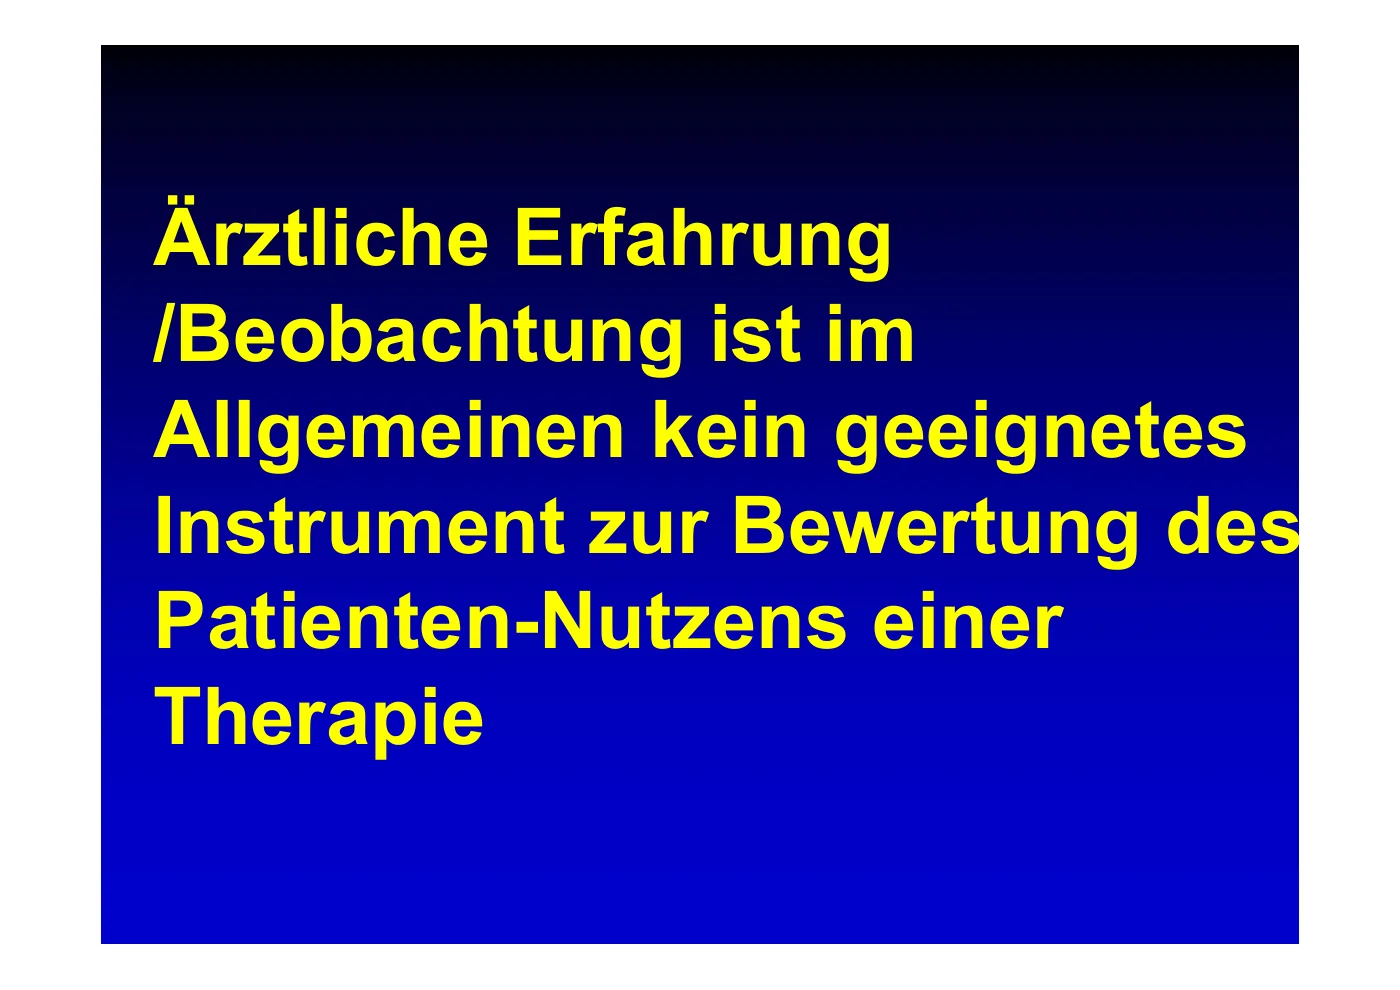 Ärztliche Erfahrung
/Beobachtung ist im
Allgemeinen kein geeignetes
Instrument zur Bewertung des
Patienten-Nutzens einer
Therapie